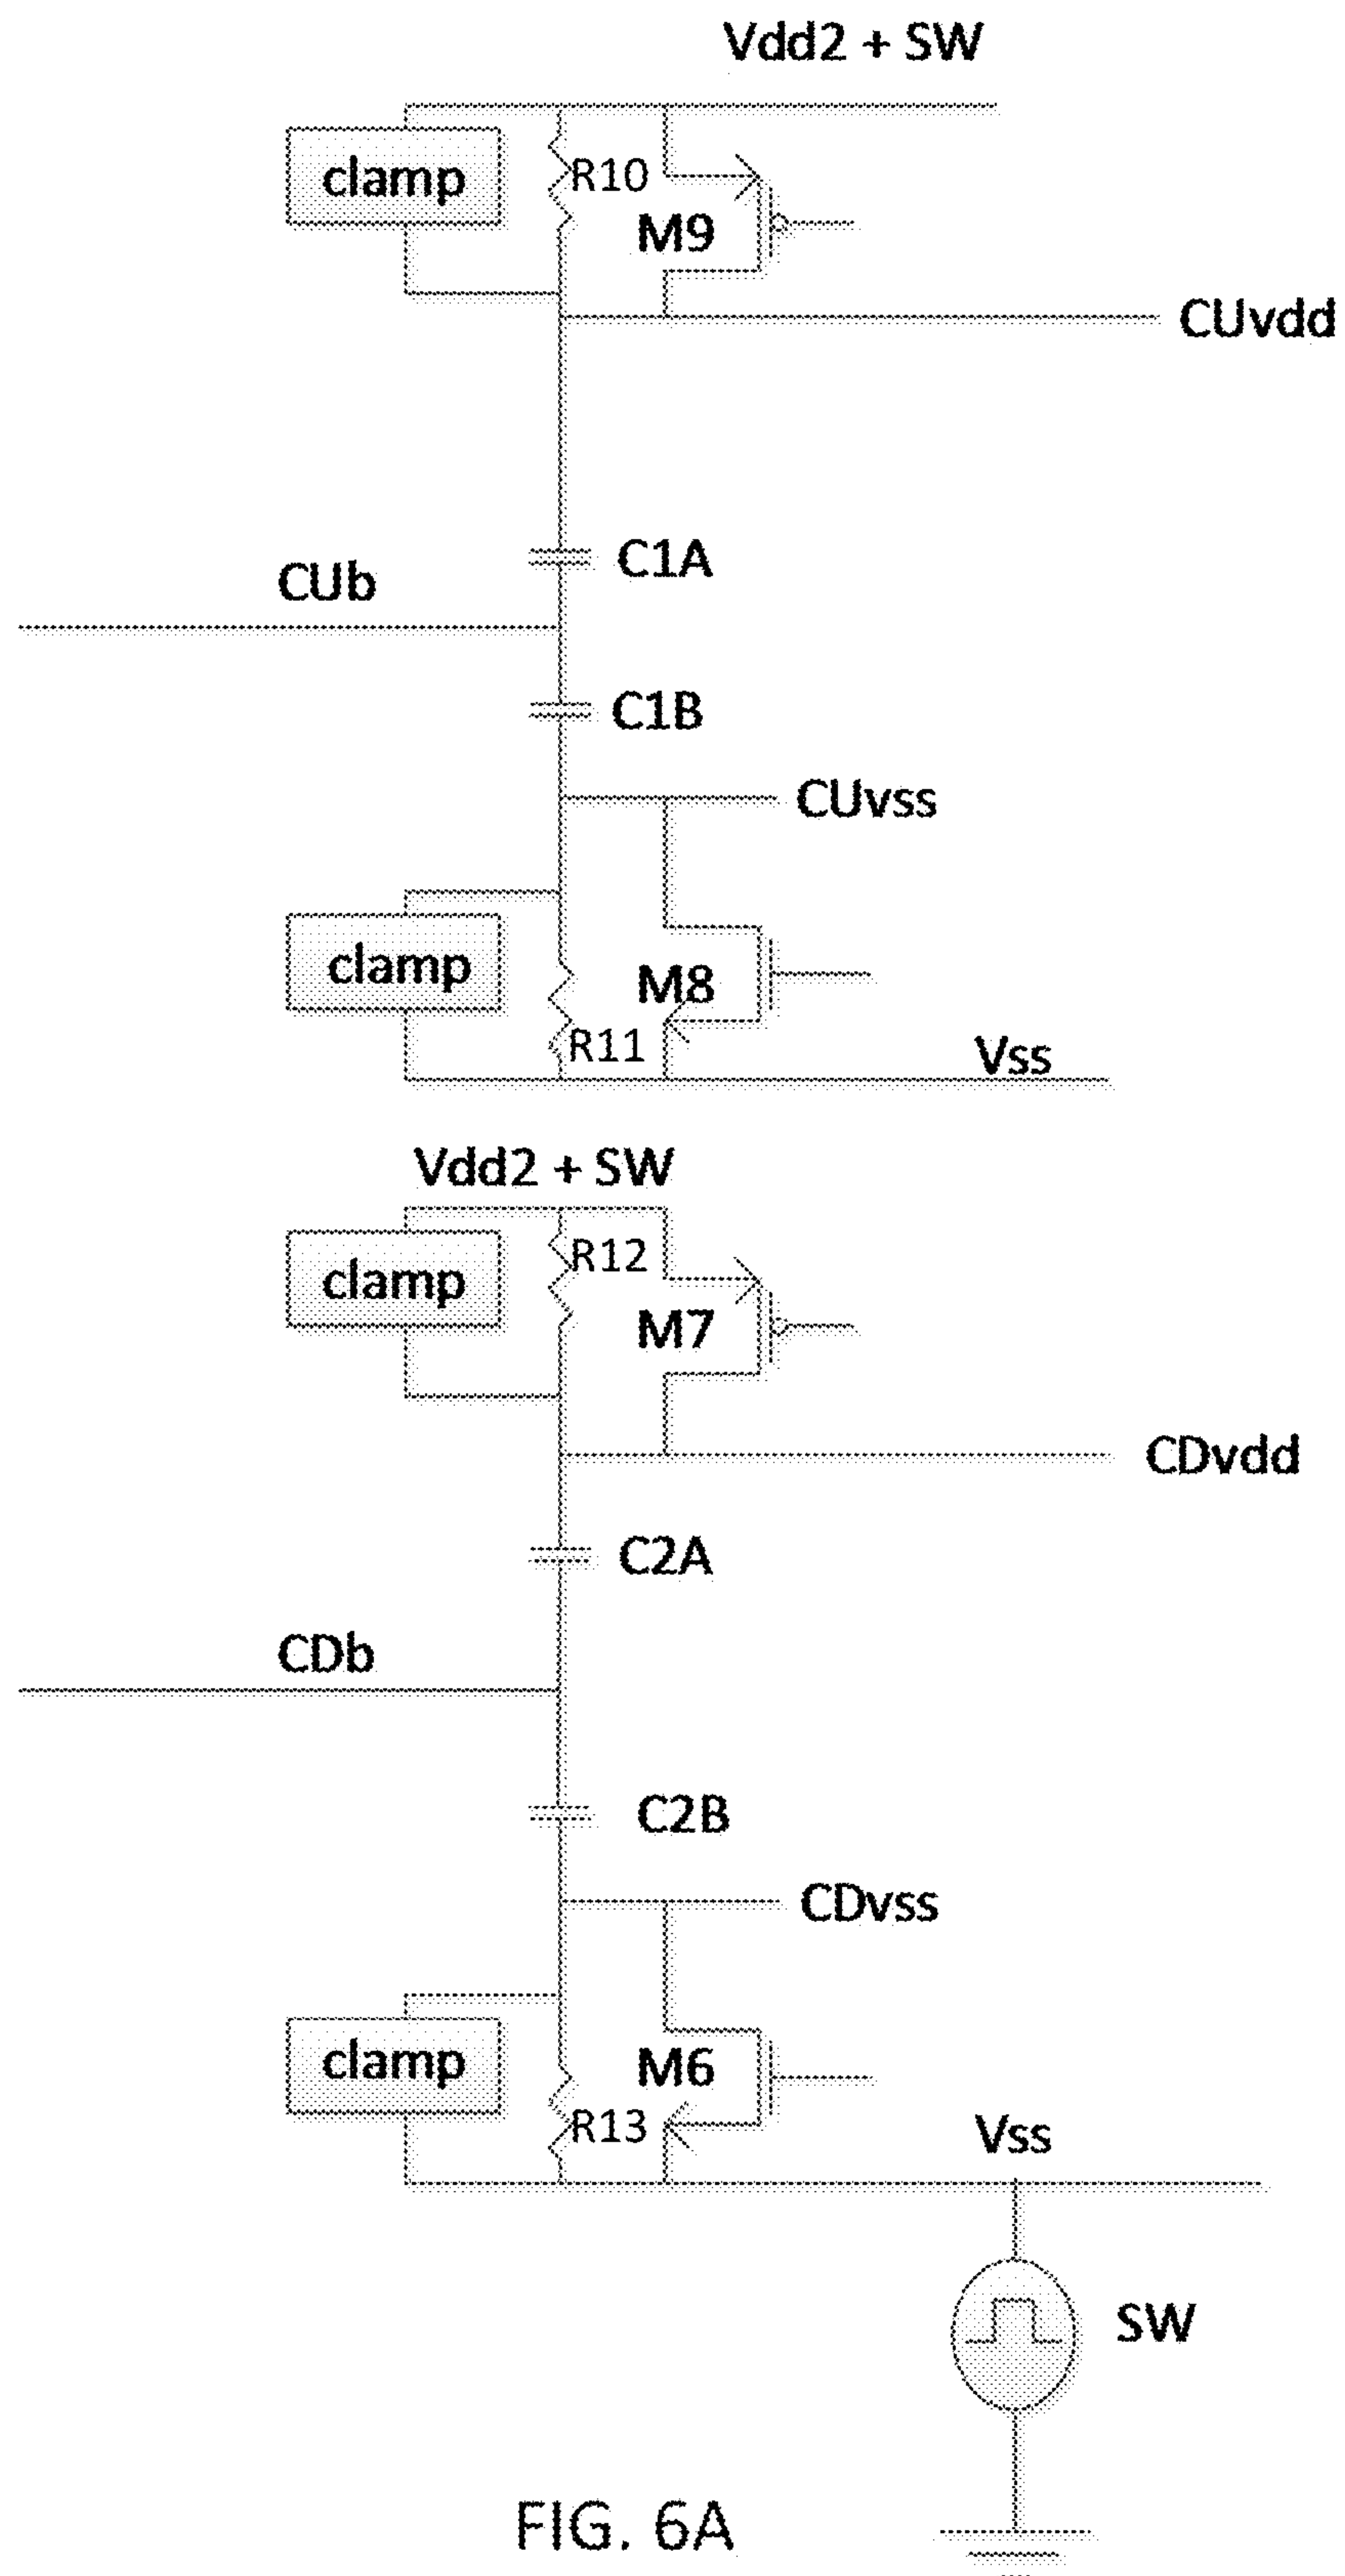 Vdd2 + SW
clamp
R10
M9
CUvdd
C1A
CUb
C1B
CUvss
clamp
M8
R11
Vss
Vdd2 + SW
R12
clamp
M7
CDvdd
C2A
CDb
C2B
CDvss
clamp
M6
R13
Vss
SW
FIG. 6A